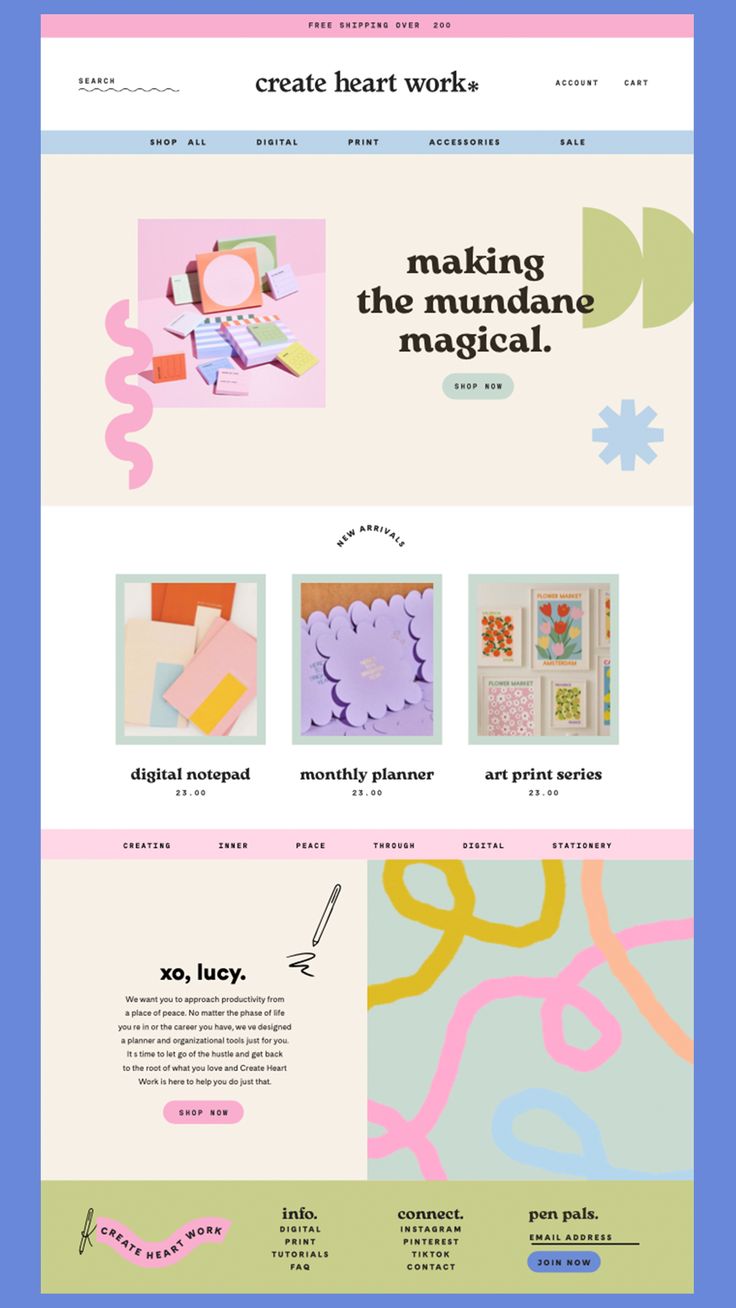 FREE SHIPPING OVER 200
SEARCH
create heart work*
ACCOUNT CART
SHOP ALL DIGITAL PRINT ACCESSORIES SALE
making
the mundane
magical.
SHOP NOW
NEW ARRIVALS
FLOWER MARKET
AMSTERDAM
FLOWER MARKET
digital notepad
23.00
monthly planner
23.00
art print series
23.00
CREATING INNER PEACE THROUGH DIGITAL STATIONERY
xo, lucy.
We want you to approach productivity from
a place of peace. No matter the phase of life
you re in or the career you have, we ve designed
a planner and organizational tools just for you.
It s time to let go of the hustle and get back
to the root of what you love and Create Heart
Work is here to help you do just that.
SHOP NOW
CREATE HEART WORK
info.
DIGITAL
PRINT
TUTORIALS
FAQ
connect.
INSTAGRAM
PINTEREST
TIKTOK
CONTACT
pen pals.
EMAIL ADDRESS
JOIN NOW